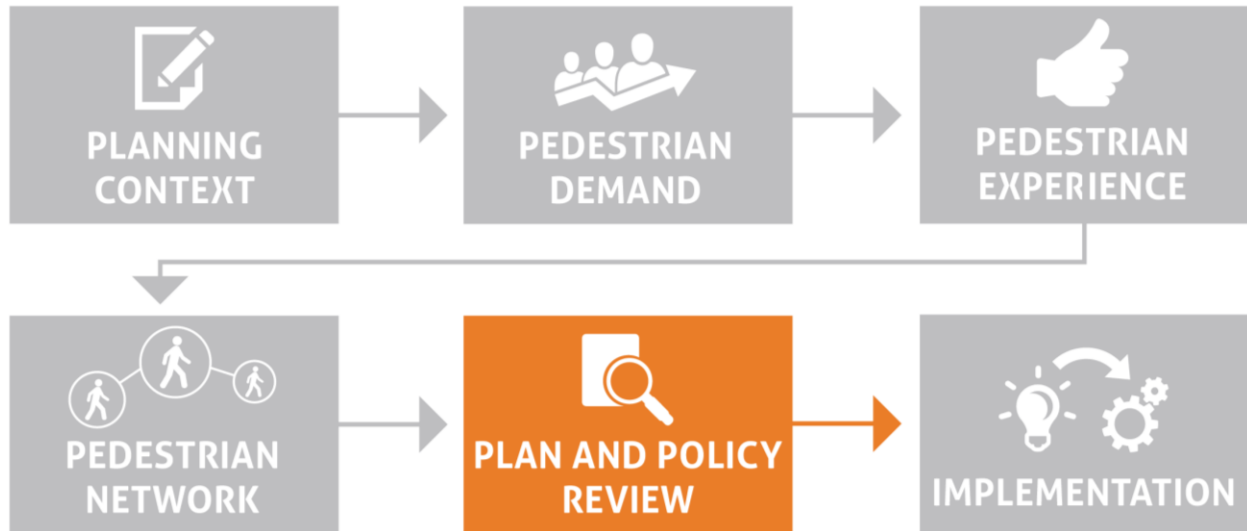 PLANNING
CONTEXT
PEDESTRIAN
DEMAND
PEDESTRIAN
EXPERIENCE
PEDESTRIAN
NETWORK
PLAN AND POLICY
REVIEW
IMPLEMENTATION